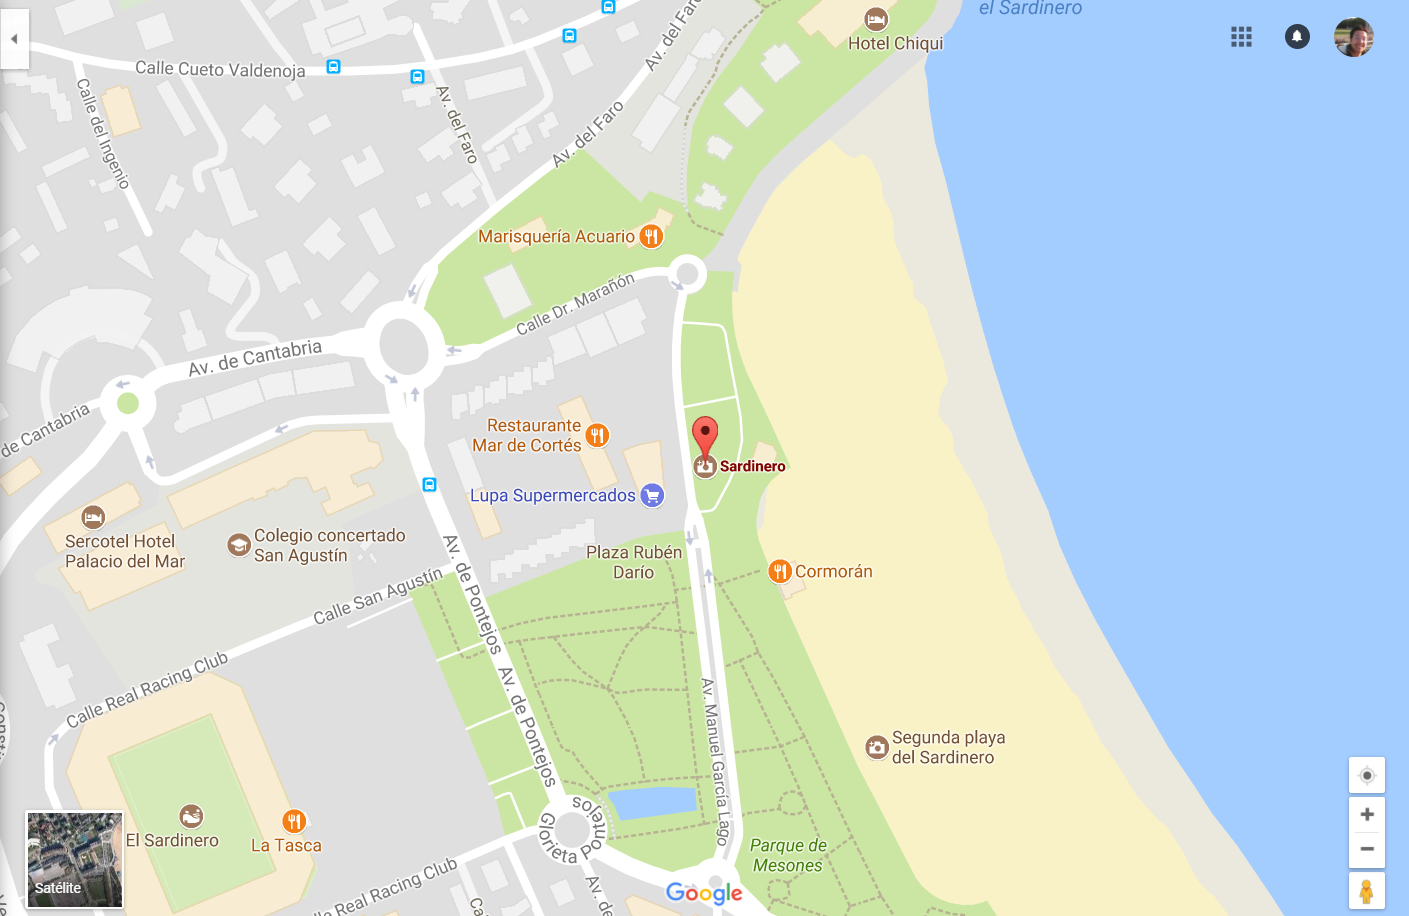 el Sardinero
Hotel Chiqui
Av. del Faro
Calle Cueto Valdenoja
Calle del Ingenio
Av. del Faro
Av. del Faro
Marisquería Acuario
Calle Dr. Marañón
Av. de Cantabria
de Cantabria
Restaurante
Mar de Cortés
Sardinero
Lupa Supermercados
Sercotel Hotel
Palacio del Mar
Colegio concertado
San Agustín
Plaza Rubén
Darío
Cormorán
Calle San Agustín
Av. de Pontejos
Calle Real Racing Club
Av. de Pontejos
Av. Manuel García Lago
Segunda playa
del Sardinero
Glorieta Pontejos
El Sardinero
La Tasca
Parque de
Mesones
Satélite
Calle Real Racing Club
Av. de
Google